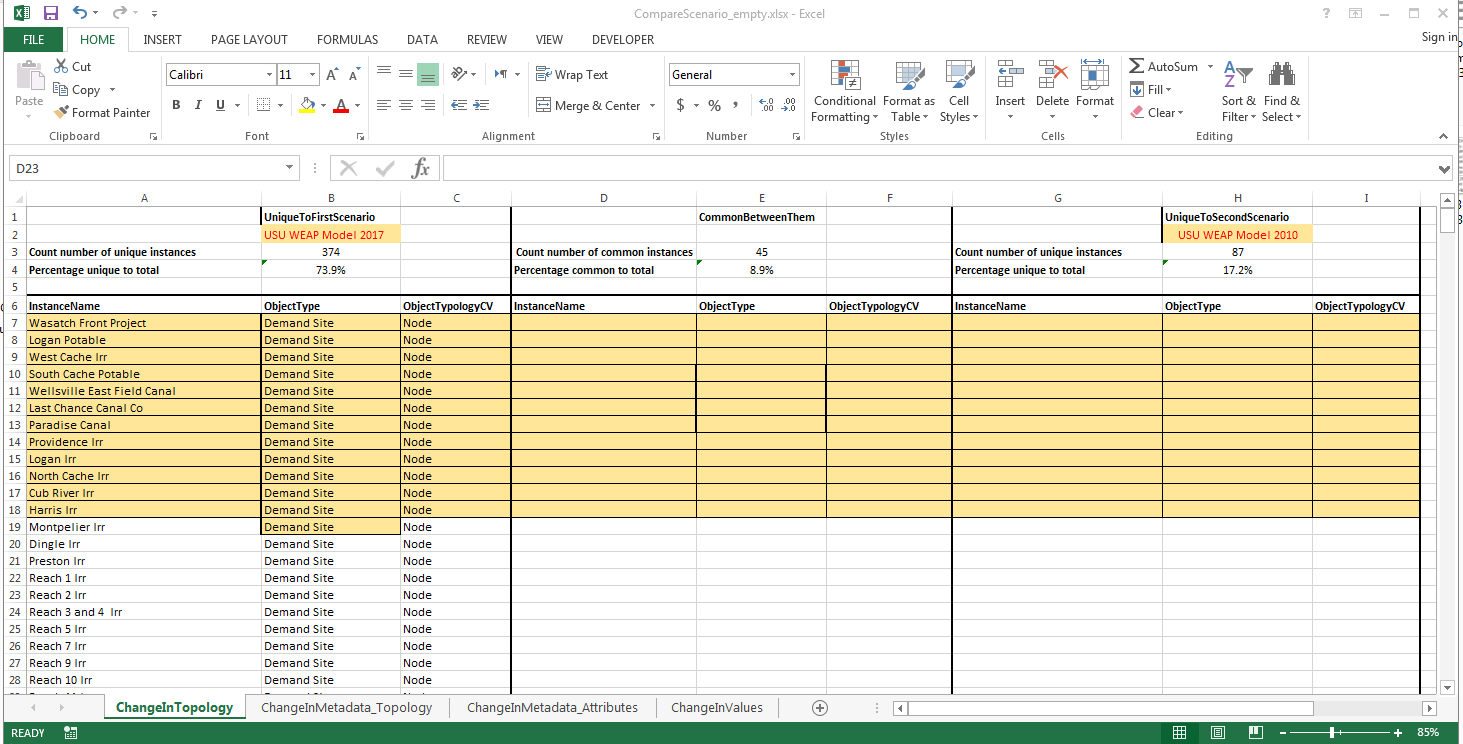 CompareScenario_empty.xlsx - Excel
?
FILE HOME INSERT PAGE LAYOUT FORMULAS DATA REVIEW VIEW DEVELOPER Sign in
Paste
Cut
Copy
Format Painter
Clipboard
Calibri 11
B I U
Font
Wrap Text
Merge & Center
Alignment
General
$ % ,
Number
Conditional Formatting
Format as Table
Cell Styles
Styles
Insert
Delete
Format
Cells
AutoSum
Fill
Clear
Sort & Filter
Find & Select
Editing
D23 fx
A B C D E F G H I
1 UniqueToFirstScenario CommonBetweenThem UniqueToSecondScenario
2 USU WEAP Model 2017 USU WEAP Model 2010
3 Count number of unique instances 374 Count number of common instances 45 Count number of unique instances 87
4 Percentage unique to total 73.9% Percentage common to total 8.9% Percentage unique to total 17.2%
5
6 InstanceName ObjectType ObjectTypologyCV InstanceName ObjectType ObjectTypologyCV InstanceName ObjectType ObjectTypologyCV
7 Wasatch Front Project Demand Site Node
8 Logan Potable Demand Site Node
9 West Cache Irr Demand Site Node
10 South Cache Potable Demand Site Node
11 Wellsville East Field Canal Demand Site Node
12 Last Chance Canal Co Demand Site Node
13 Paradise Canal Demand Site Node
14 Providence Irr Demand Site Node
15 Logan Irr Demand Site Node
16 North Cache Irr Demand Site Node
17 Cub River Irr Demand Site Node
18 Harris Irr Demand Site Node
19 Montpelier Irr Demand Site Node
20 Dingle Irr Demand Site Node
21 Preston Irr Demand Site Node
22 Reach 1 Irr Demand Site Node
23 Reach 2 Irr Demand Site Node
24 Reach 3 and 4 Irr Demand Site Node
25 Reach 5 Irr Demand Site Node
26 Reach 7 Irr Demand Site Node
27 Reach 9 Irr Demand Site Node
28 Reach 10 Irr Demand Site Node
ChangeInTopology ChangeInMetadata_Topology ChangeInMetadata_Attributes ChangeInValues
READY 85%